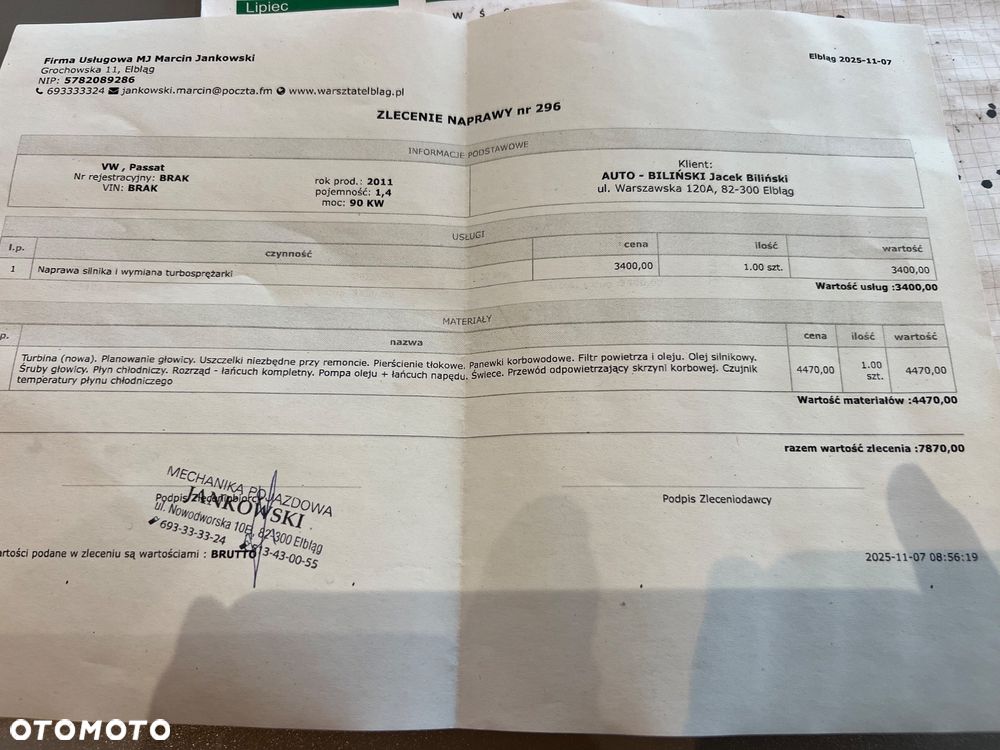 Lipiec
W Ś
Elbląg 2025-11-07
Firma Usługowa MJ Marcin Jankowski
Grochowska 11, Elbląg
NIP: 5782089286
693333324 jankowski.marcin@poczta.fm www.warsztatelblag.pl
ZLECENIE NAPRAWY nr 296
INFORMACJE PODSTAWOWE
VW , Passat
Nr rejestracyjny: BRAK
VIN: BRAK
rok prod.: 2011
pojemność: 1,4
moc: 90 KW
Klient:
AUTO - BILIŃSKI Jacek Biliński
ul. Warszawska 120A, 82-300 Elbląg
USŁUGI
l.p. czynność cena ilość wartość
1 Naprawa silnika i wymiana turbosprężarki 3400,00 1.00 szt. 3400,00
Wartość usług :3400,00
MATERIAŁY
p. nazwa cena ilość wartość
Turbina (nowa). Planowanie głowicy. Uszczelki niezbędne przy remoncie. Pierścienie tłokowe. Panewki korbowodowe. Filtr powietrza i oleju. Olej silnikowy.
Śruby głowicy. Płyn chłodniczy. Rozrząd - łańcuch kompletny. Pompa oleju + łańcuch napędu. Świece. Przewód odpowietrzający skrzyni korbowej. Czujnik
temperatury płynu chłodniczego
4470,00 1.00 szt. 4470,00
Wartość materiałów :4470,00
razem wartość zlecenia :7870,00
Podpis Zleceniobiorcy
MECHANIKA POJAZDOWA
JANKOWSKI
ul. Nowodworska 10B, 82-300 Elbląg
693-33-33-24 613-43-00-55
Podpis Zleceniodawcy
artości podane w zleceniu są wartościami : BRUTTO
2025-11-07 08:56:19
OTOMOTO